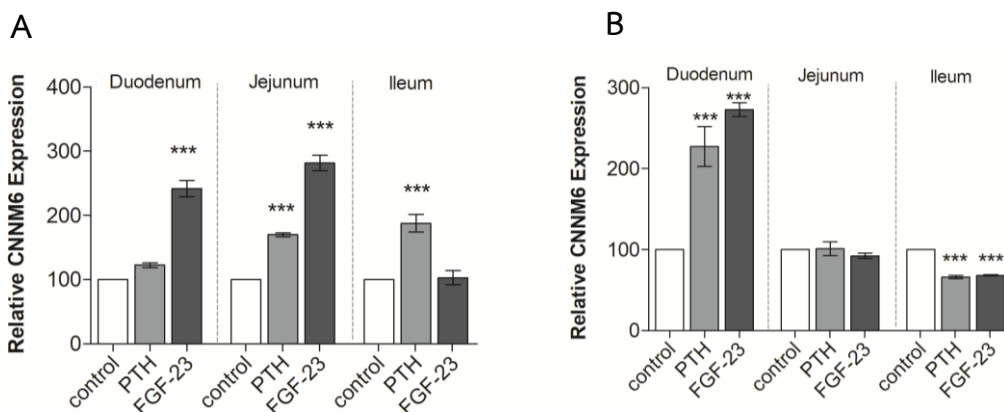 A
Relative CNNM6 Expression
400
300
200
100
0
Duodenum
Jejunum
Ileum
***
***
***
***
control
PTH
FGF-23
control
PTH
FGF-23
control
PTH
FGF-23
B
Relative CNNM6 Expression
300
200
100
0
Duodenum
Jejunum
Ileum
***
***
***
***
control
PTH
FGF-23
control
PTH
FGF-23
control
PTH
FGF-23